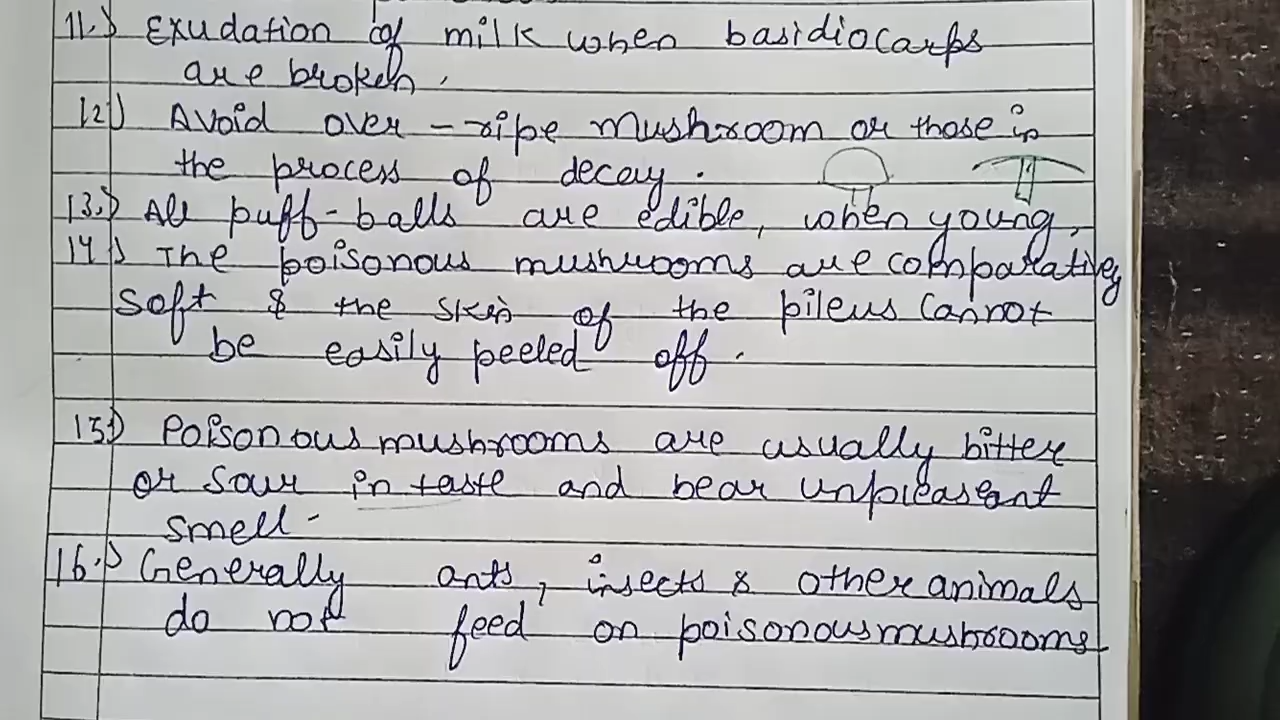 11.) Exudation of milk when basidiocarps
are broken.
12) Avoid over-ripe mushroom or those in
the process of decay.
13.) All puff-balls are edible, when young.
14) The poisonous mushrooms are comparativey
soft & the skin of the pileus cannot
be easily peeled off.
15) Poisonous mushrooms are usually bitter
or sour in taste and bear unpleasant
smell-
16.) Generally ants, insects & other animals
do not feed on poisonous mushrooms